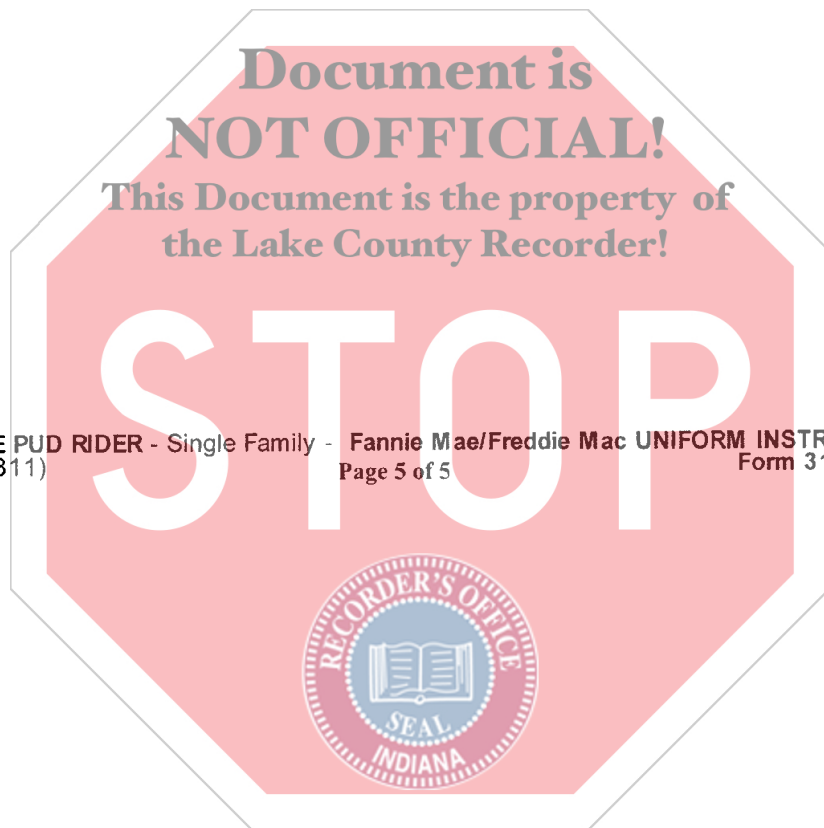 Document is
NOT OFFICIAL!
This Document is the property of
the Lake County Recorder!
STOP
PUD RIDER - Single Family - Fannie Mae/Freddie Mac UNIFORM INSTR
311) Page 5 of 5 Form 31
RECORDER'S OFFICE
SEAL
INDIANA